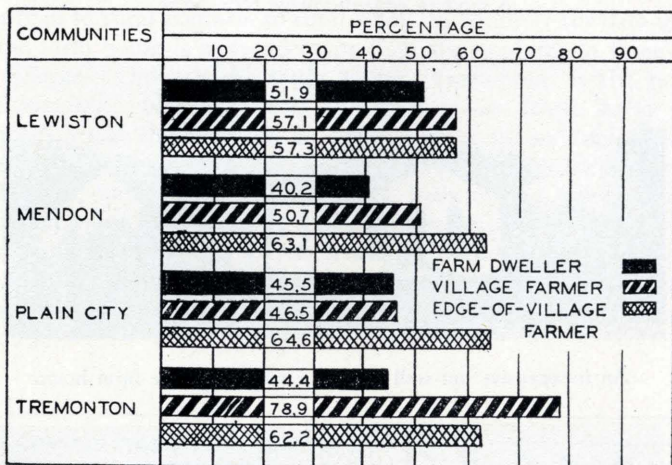 COMMUNITIES
PERCENTAGE
10 20 30 40 50 60 70 80 90
LEWISTON
51.9
57.1
57.3
MENDON
40.2
50.7
63.1
PLAIN CITY
45.5
46.5
64.6
TREMONTON
44.4
78.9
62.2
FARM DWELLER
VILLAGE FARMER
EDGE-OF-VILLAGE
FARMER